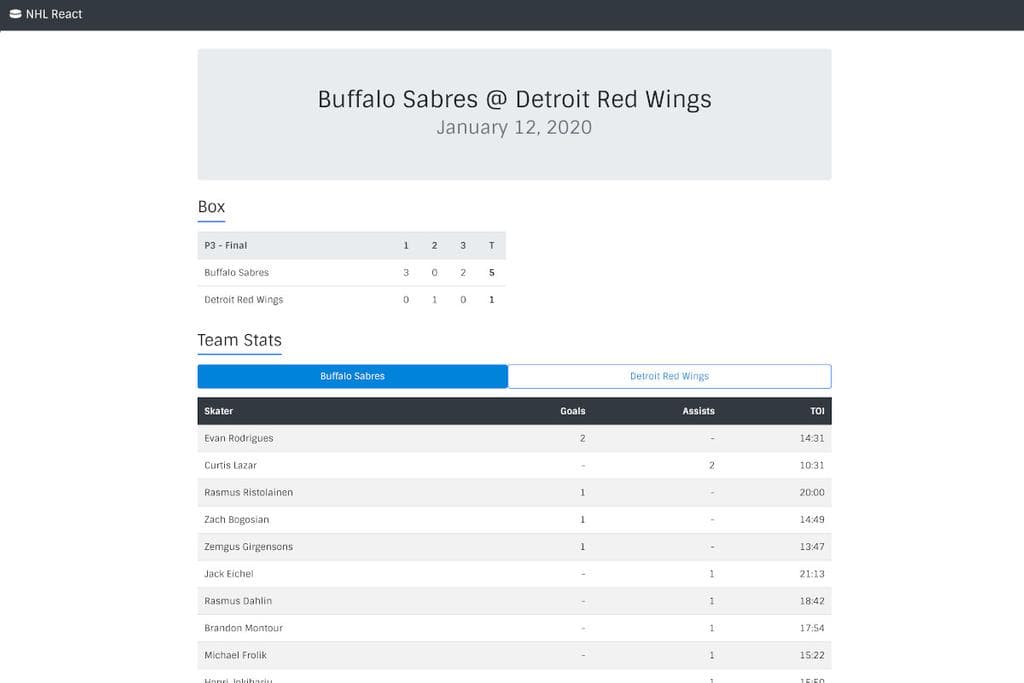 NHL React
Buffalo Sabres @ Detroit Red Wings
January 12, 2020
Box
P3 - Final 1 2 3 T
Buffalo Sabres 3 0 2 5
Detroit Red Wings 0 1 0 1
Team Stats
Buffalo Sabres Detroit Red Wings
Skater Goals Assists TOI
Evan Rodrigues 2 - 14:31
Curtis Lazar - 2 10:31
Rasmus Ristolainen 1 - 20:00
Zach Bogosian 1 - 14:49
Zemgus Girgensons 1 - 13:47
Jack Eichel - 1 21:13
Rasmus Dahlin - 1 18:42
Brandon Montour - 1 17:54
Michael Frolik - 1 15:22